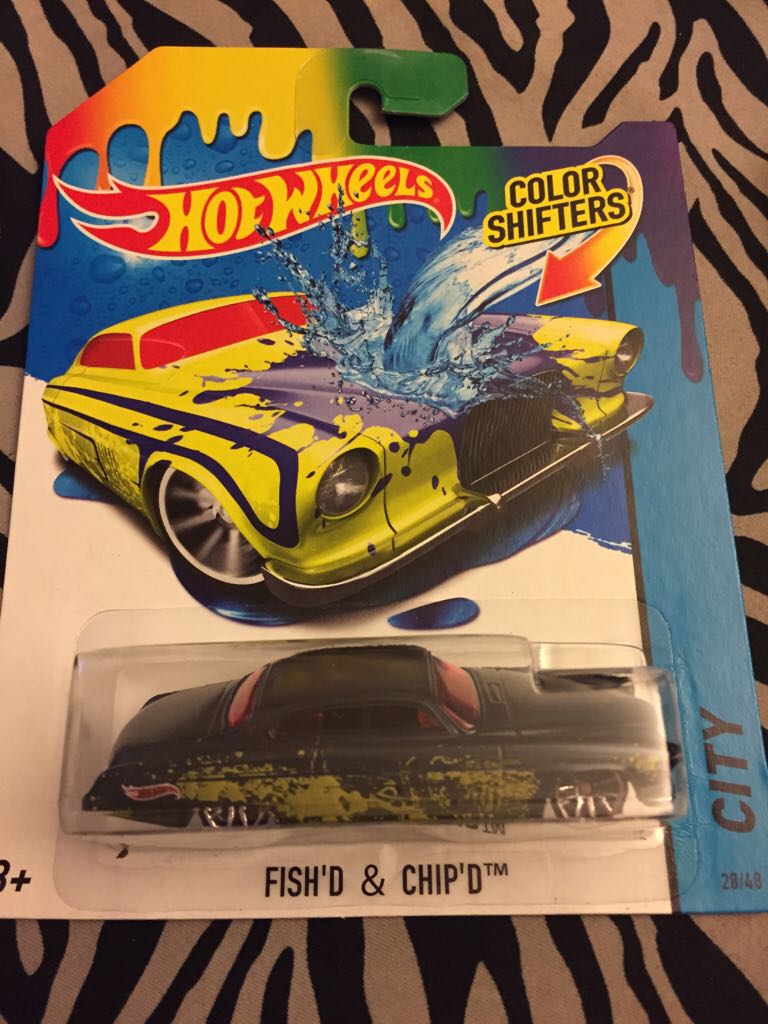 HOT WHEELS
COLOR
SHIFTERS
CITY
FISH'D & CHIP'D™
3+
28/48